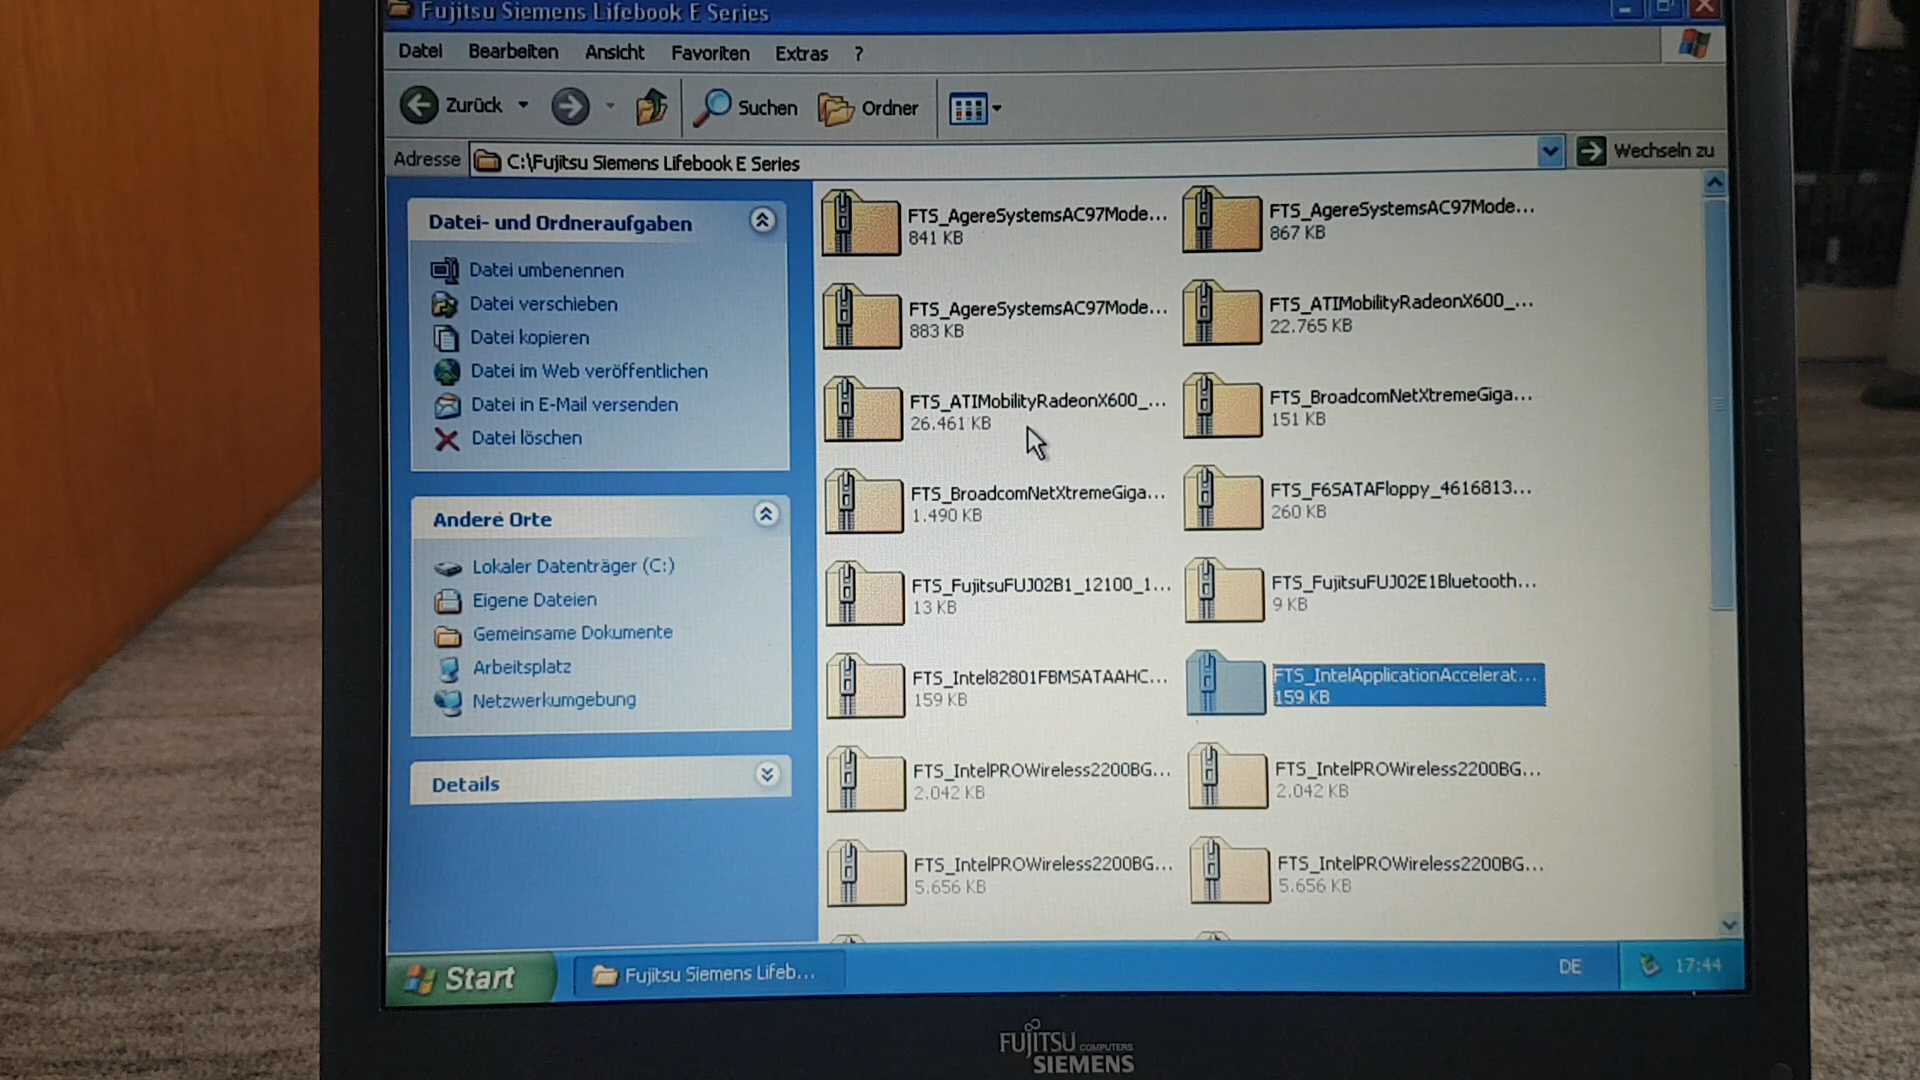 Fujitsu Siemens Lifebook E Series
Datei Bearbeiten Ansicht Favoriten Extras ?
Zurück Suchen Ordner
Adresse C:\Fujitsu Siemens Lifebook E Series Wechseln zu
Datei- und Ordneraufgaben
Datei umbenennen
Datei verschieben
Datei kopieren
Datei im Web veröffentlichen
Datei in E-Mail versenden
Datei löschen
Andere Orte
Lokaler Datenträger (C:)
Eigene Dateien
Gemeinsame Dokumente
Arbeitsplatz
Netzwerkumgebung
Details
FTS_AgereSystemsAC97Mode...
841 KB
FTS_AgereSystemsAC97Mode...
867 KB
FTS_AgereSystemsAC97Mode...
883 KB
FTS_ATIMobilityRadeonX600_...
22.765 KB
FTS_ATIMobilityRadeonX600_...
26.461 KB
FTS_BroadcomNetXtremeGiga...
151 KB
FTS_BroadcomNetXtremeGiga...
1.490 KB
FTS_F6SATAFloppy_4616813...
260 KB
FTS_FujitsuFUJ02B1_12100_1...
13 KB
FTS_FujitsuFUJ02E1Bluetooth...
9 KB
FTS_Intel82801FBMSATAAHC...
159 KB
FTS_IntelApplicationAccelerat...
159 KB
FTS_IntelPROWireless2200BG...
2.042 KB
FTS_IntelPROWireless2200BG...
2.042 KB
FTS_IntelPROWireless2200BG...
5.656 KB
FTS_IntelPROWireless2200BG...
5.656 KB
Start Fujitsu Siemens Lifeb... DE 17:44
FUJITSU COMPUTERS
SIEMENS